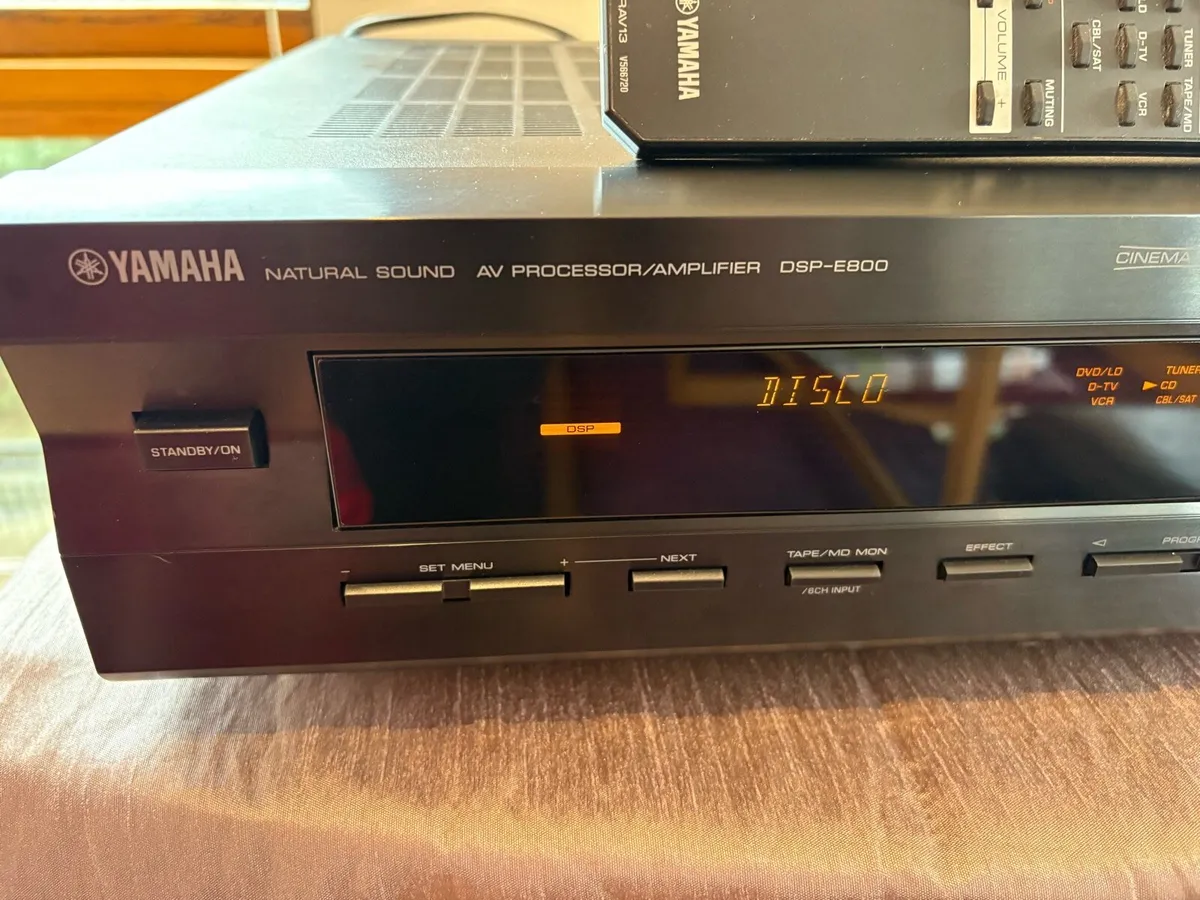 RAV13 V566720
YAMAHA
VOLUME
+
MUTING
CBL/SAT
D-TV
VCR
TUNER
TAPE/MD
YAMAHA NATURAL SOUND AV PROCESSOR/AMPLIFIER DSP-E800
CINEMA
DISCO
DSP
DVD/LD TUNER
D-TV CD
VCR CBL/SAT
STANDBY/ON
– SET MENU + NEXT
TAPE/MD MON
/6CH INPUT
EFFECT